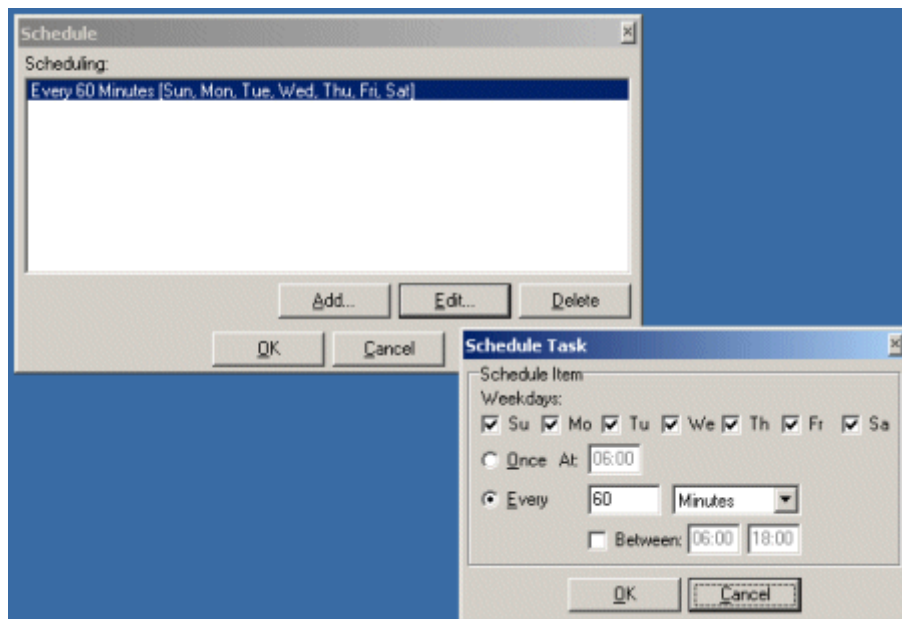 Schedule
Scheduling:
Every 60 Minutes [Sun, Mon, Tue, Wed, Thu, Fri, Sat]
Add... Edit... Delete
OK Cancel
Schedule Task
Schedule Item
Weekdays:
Su Mo Tu We Th Fr Sa
Once At: 06:00
Every 60 Minutes
Between: 06:00 18:00
OK Cancel